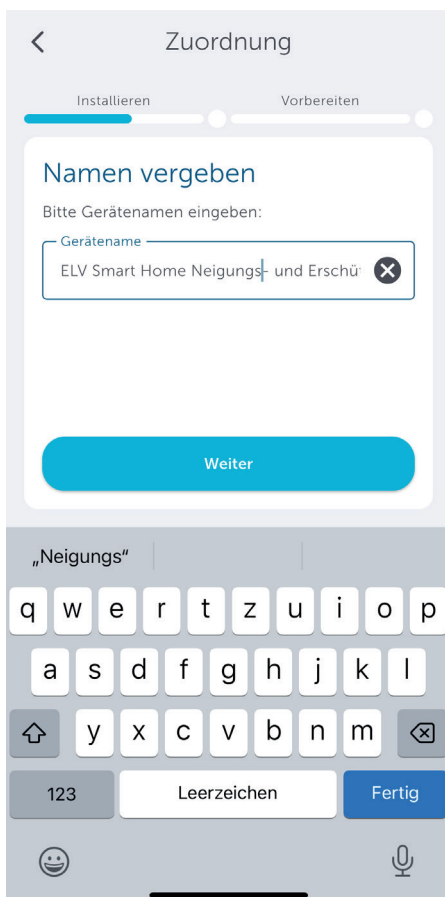 Zuordnung
Installieren Vorbereiten
Namen vergeben
Bitte Gerätenamen eingeben:
Gerätename
ELV Smart Home Neigungs- und Erschü
Weiter
„Neigungs“
q w e r t z u i o p
a s d f g h j k l
y x c v b n m
123 Leerzeichen Fertig